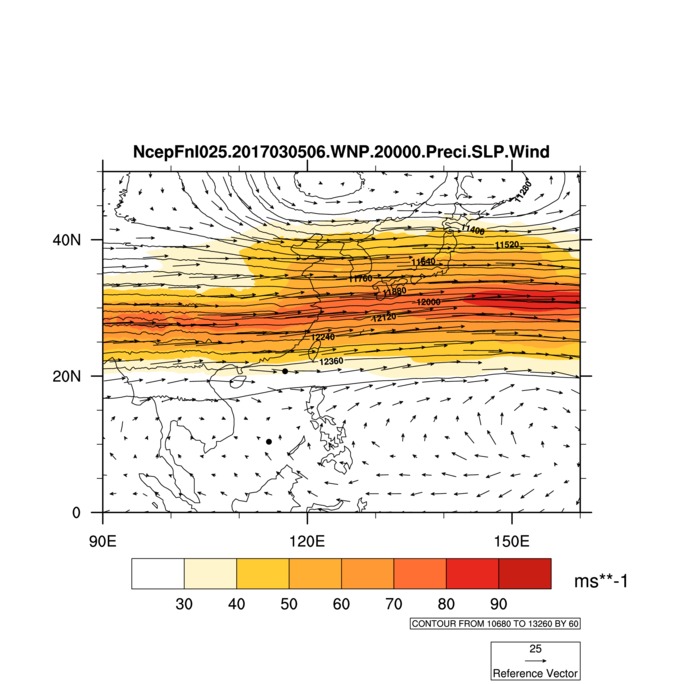 NcepFnl025.2017030506.WNP.20000.Preci.SLP.Wind
11280
11400
40N
11520
11640
11760
11880
12000
12120
12240
12360
20N
0
90E 120E 150E
30 40 50 60 70 80 90
ms**-1
CONTOUR FROM 10680 TO 13260 BY 60
25
Reference Vector